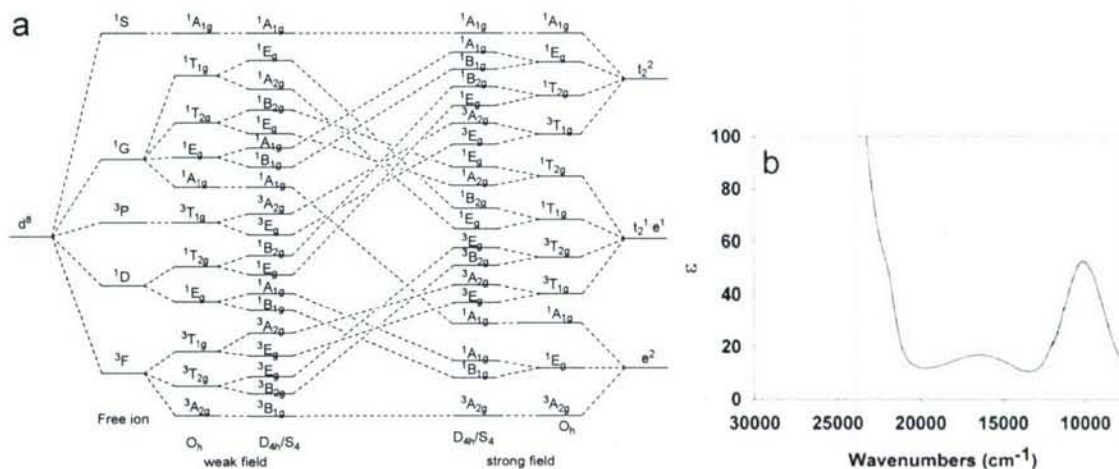 a
d⁸
¹S
¹G
³P
¹D
³F
Free ion
¹A₁g
¹T₁g
¹T₂g
¹Eg
¹A₁g
³T₁g
¹T₂g
¹Eg
³T₁g
³T₂g
³A₂g
Oₕ
¹A₁g
¹Eg
¹A₂g
¹B₂g
¹Eg
¹A₁g
¹B₁g
¹A₁g
³A₂g
³Eg
¹B₂g
¹Eg
¹A₁g
¹B₁g
³A₂g
³Eg
³Eg
³B₂g
³B₁g
D₄ₕ/S₄
weak field
¹A₁g
¹A₁g
¹B₁g
¹B₂g
¹Eg
³A₂g
³Eg
¹Eg
¹A₂g
¹B₂g
¹Eg
³Eg
³B₂g
³A₂g
³Eg
¹A₁g
¹A₁g
¹B₁g
³A₂g
D₄ₕ/S₄
¹A₁g
¹Eg
¹T₂g
³T₁g
¹T₂g
¹T₁g
³T₂g
³T₁g
¹A₁g
¹Eg
³A₂g
Oₕ
strong field
t₂²
t₂¹ e¹
e²
b
ε
100
80
60
40
20
0
30000 25000 20000 15000 10000
Wavenumbers (cm⁻¹)